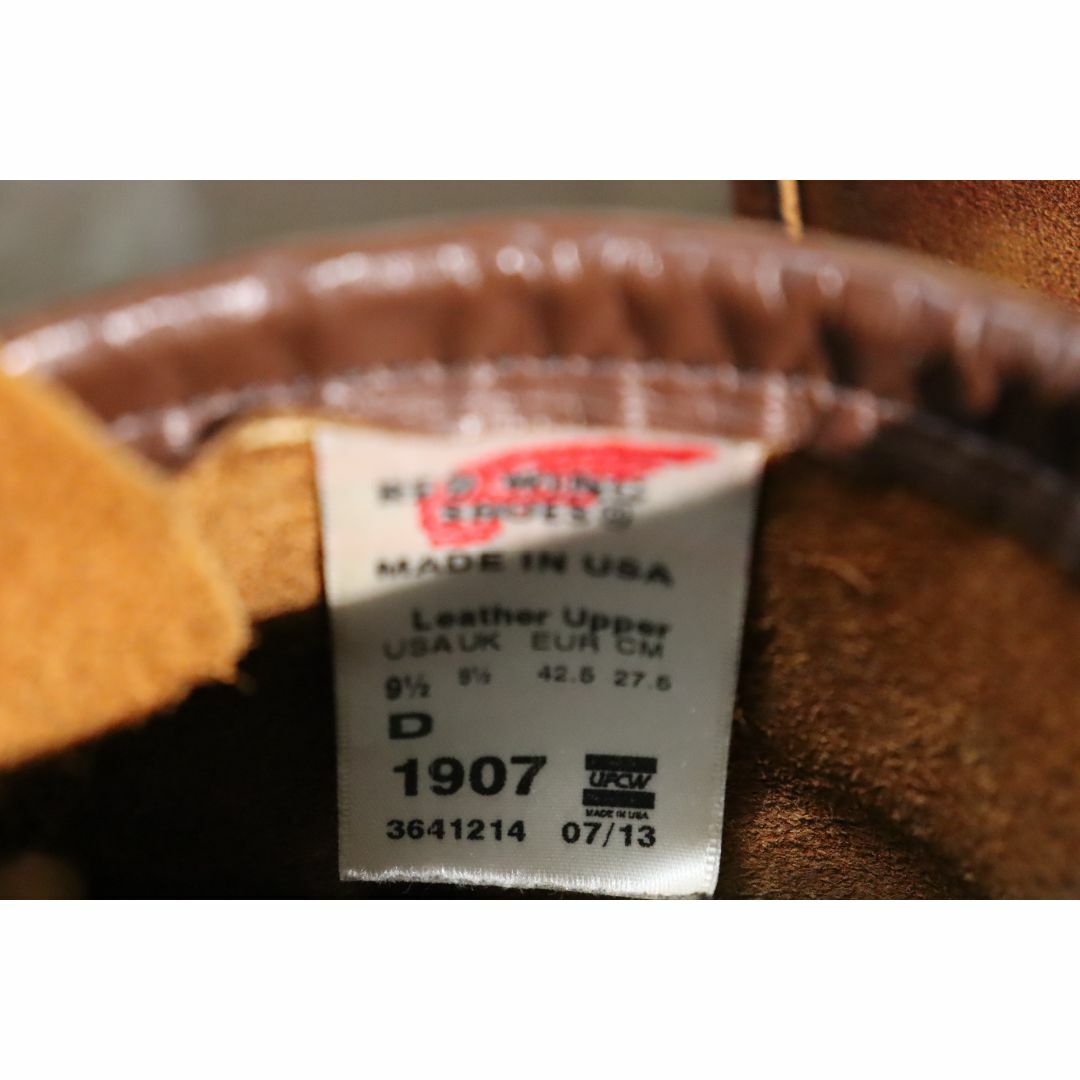 RED WING
SHOES®
MADE IN USA
Leather Upper
USA UK EUR CM
9½ 8½ 42.5 27.5
D
1907 UFCW
MADE IN USA
3641214 07/13